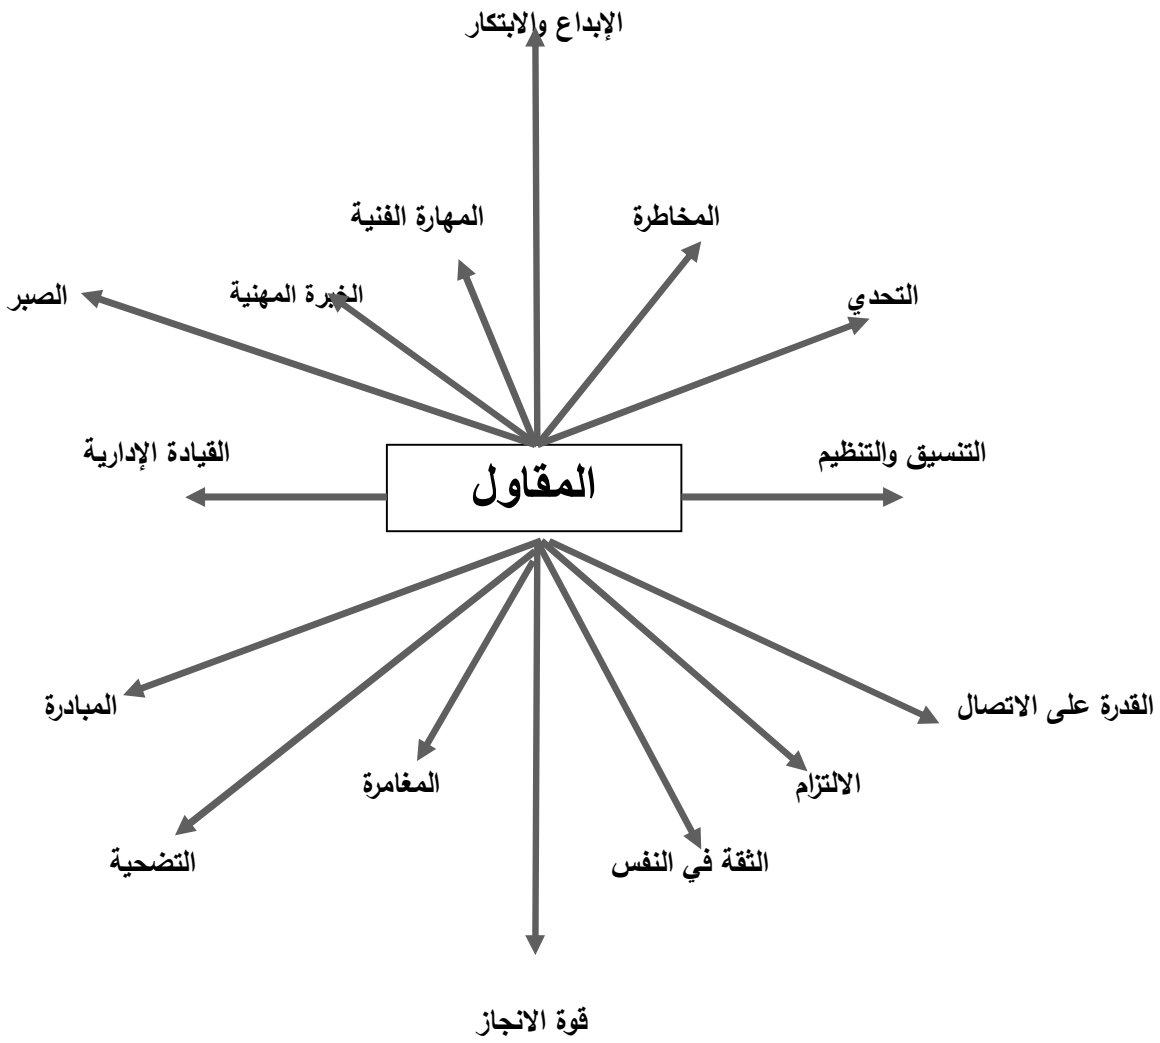 الإبداع والابتكار
المخاطرة
المهارة الفنية
التحدي
الخبرة المهنية
الصبر
التنسيق والتنظيم
القيادة الإدارية
المقاول
القدرة على الاتصال
المبادرة
الالتزام
المغامرة
الثقة في النفس
التضحية
قوة الانجاز